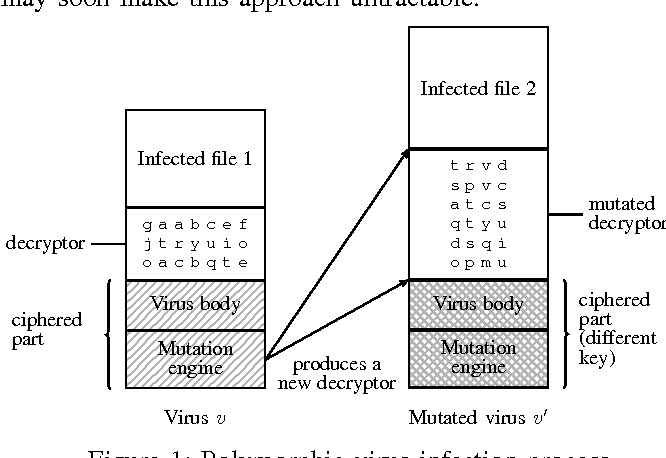 may soon make this approach untractable.
Infected file 1
g a a b c e f
j t r y u i o
o a c b q t e
decryptor
Virus body
Mutation
engine
ciphered
part
Virus v
produces a
new decryptor
Infected file 2
t r v d
s p v c
a t c s
q t y u
d s q i
o p m u
mutated
decryptor
Virus body
Mutation
engine
ciphered
part
(different
key)
Mutated virus v′
Figure 1: Polymorphic virus infection process